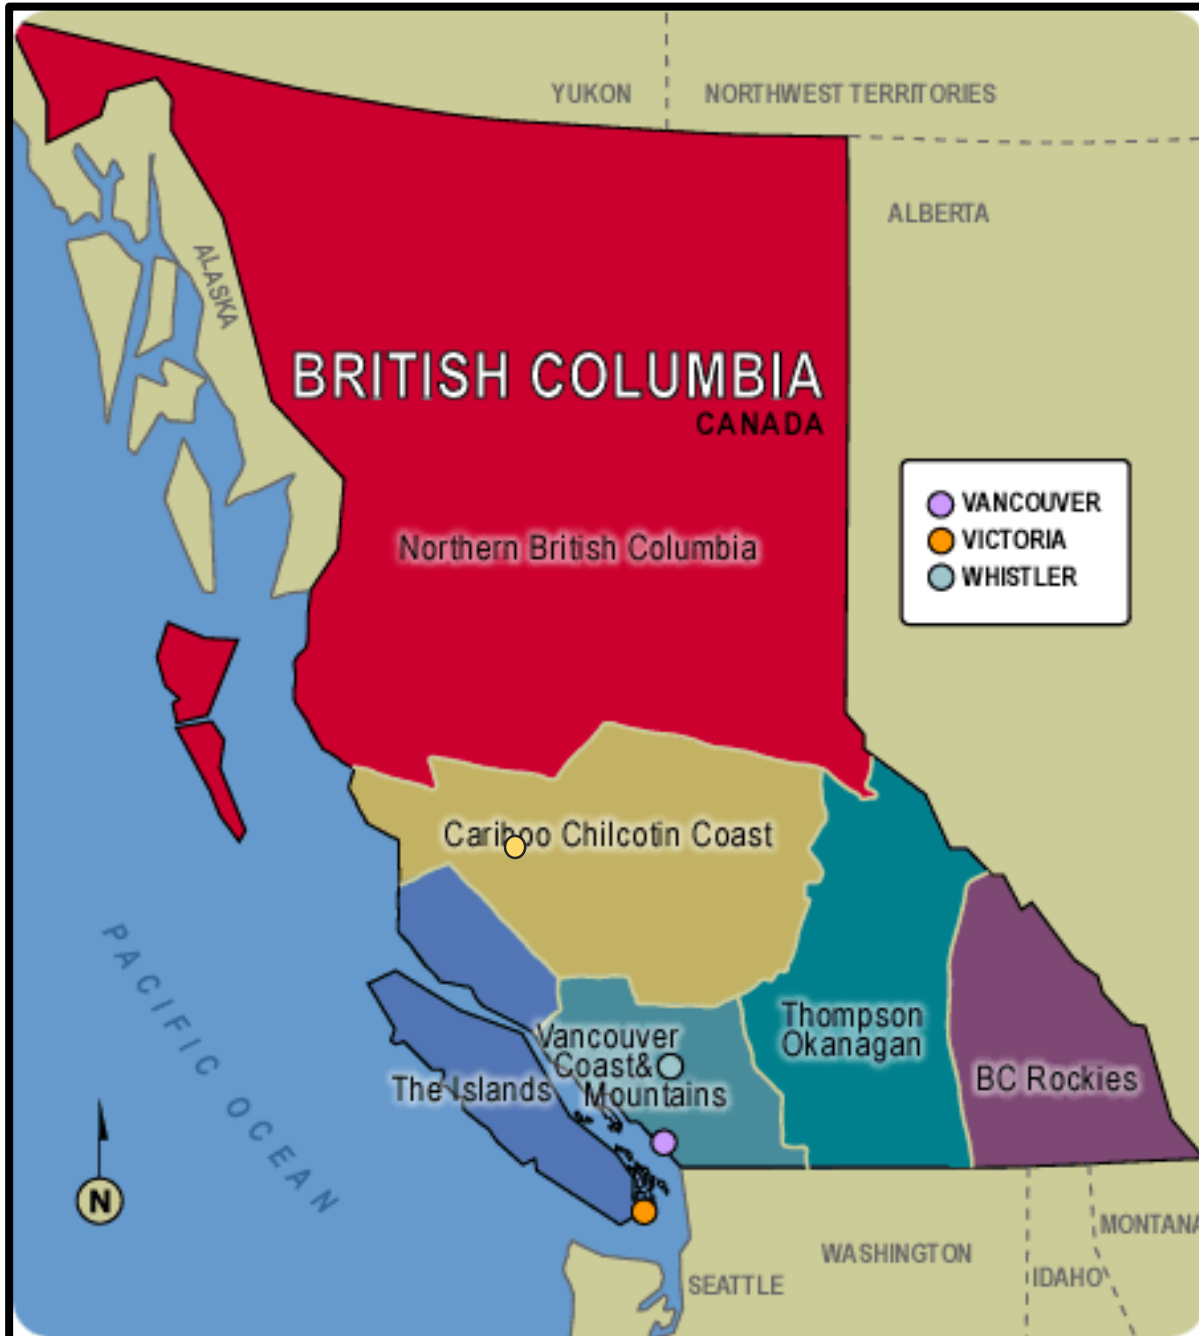 YUKON
NORTHWEST TERRITORIES
ALBERTA
ALASKA
BRITISH COLUMBIA
CANADA
VANCOUVER
VICTORIA
WHISTLER
Northern British Columbia
Cariboo Chilcotin Coast
PACIFIC OCEAN
Vancouver
Coast&
Mountains
Thompson
Okanagan
The Islands
BC Rockies
N
MONTANA
WASHINGTON
IDAHO
SEATTLE